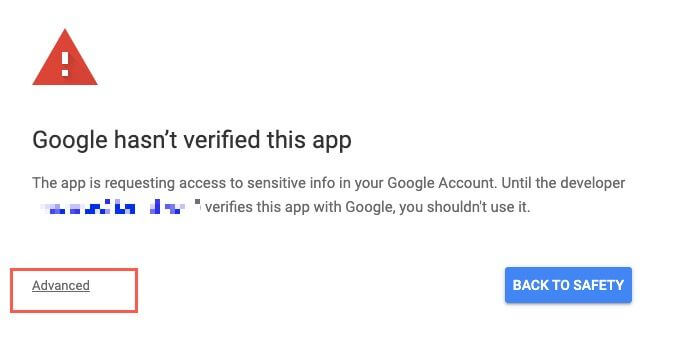 Google hasn't verified this app
The app is requesting access to sensitive info in your Google Account. Until the developer
verifies this app with Google, you shouldn't use it.
Advanced
BACK TO SAFETY